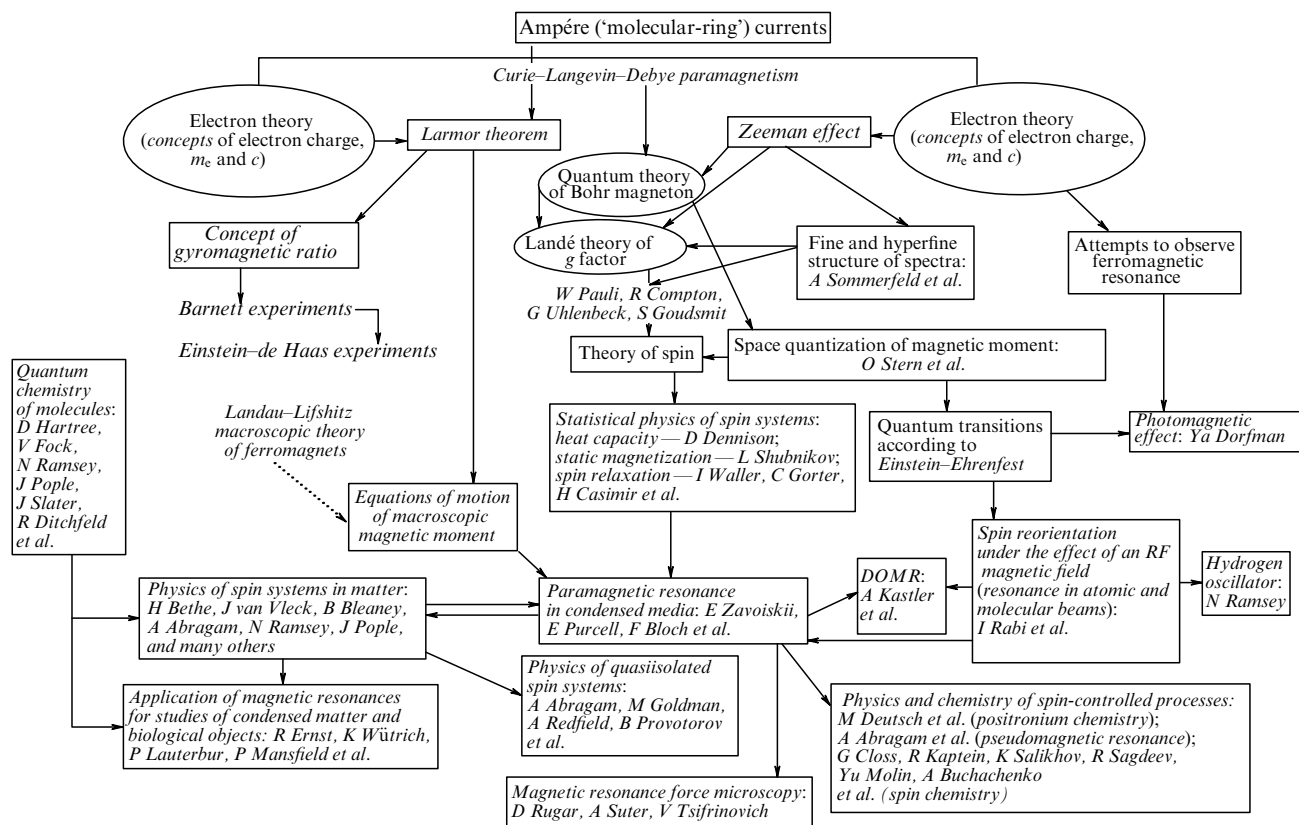 Ampére (‘molecular-ring’) currents
Curie–Langevin–Debye paramagnetism
Electron theory
(concepts of electron charge,
me and c)
Larmor theorem
Zeeman effect
Electron theory
(concepts of electron charge,
me and c)
Quantum theory
of Bohr magneton
Concept of
gyromagnetic ratio
Landé theory of
g factor
Fine and hyperfine
structure of spectra:
A Sommerfeld et al.
Attempts to observe
ferromagnetic
resonance
W Pauli, R Compton,
G Uhlenbeck, S Goudsmit
Barnett experiments
Einstein–de Haas experiments
Theory of spin
Space quantization of magnetic moment:
O Stern et al.
Quantum
chemistry
of molecules:
D Hartree,
V Fock,
N Ramsey,
J Pople,
J Slater,
R Ditchfeld
et al.
Landau–Lifshitz
macroscopic theory
of ferromagnets
Statistical physics of spin systems:
heat capacity — D Dennison;
static magnetization — L Shubnikov;
spin relaxation — I Waller, C Gorter,
H Casimir et al.
Quantum transitions
according to
Einstein–Ehrenfest
Photomagnetic
effect: Ya Dorfman
Equations of motion
of macroscopic
magnetic moment
Spin reorientation
under the effect of an RF
magnetic field
(resonance in atomic and
molecular beams):
I Rabi et al.
Hydrogen
oscillator:
N Ramsey
DOMR:
A Kastler
et al.
Physics of spin systems in matter:
H Bethe, J van Vleck, B Bleaney,
A Abragam, N Ramsey, J Pople,
and many others
Paramagnetic resonance
in condensed media: E Zavoiskii,
E Purcell, F Bloch et al.
Physics of quasiisolated
spin systems:
A Abragam, M Goldman,
A Redfield, B Provotorov
et al.
Application of magnetic resonances
for studies of condensed matter and
biological objects: R Ernst, K Wütrich,
P Lauterbur, P Mansfield et al.
Physics and chemistry of spin-controlled processes:
M Deutsch et al. (positronium chemistry);
A Abragam et al. (pseudomagnetic resonance);
G Closs, R Kaptein, K Salikhov, R Sagdeev,
Yu Molin, A Buchachenko
et al. (spin chemistry)
Magnetic resonance force microscopy:
D Rugar, A Suter, V Tsifrinovich